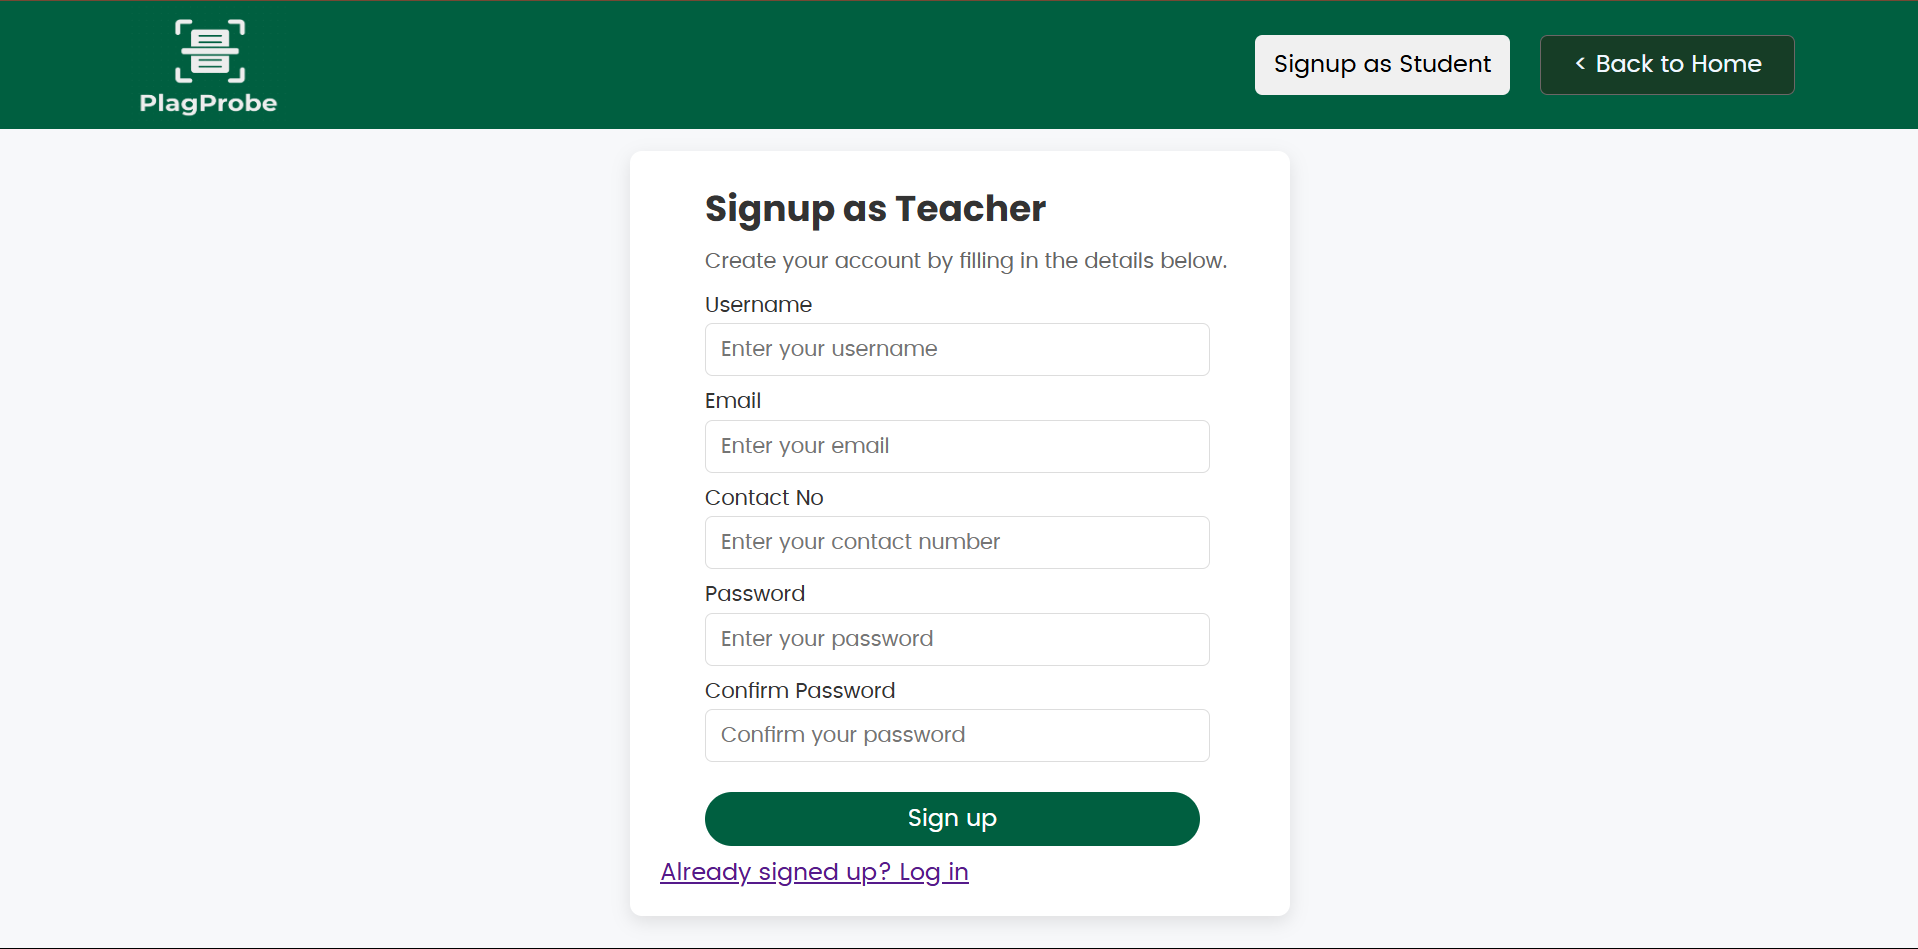 PlagProbe
Signup as Student
< Back to Home
Signup as Teacher
Create your account by filling in the details below.
Username
Enter your username
Email
Enter your email
Contact No
Enter your contact number
Password
Enter your password
Confirm Password
Confirm your password
Sign up
Already signed up? Log in